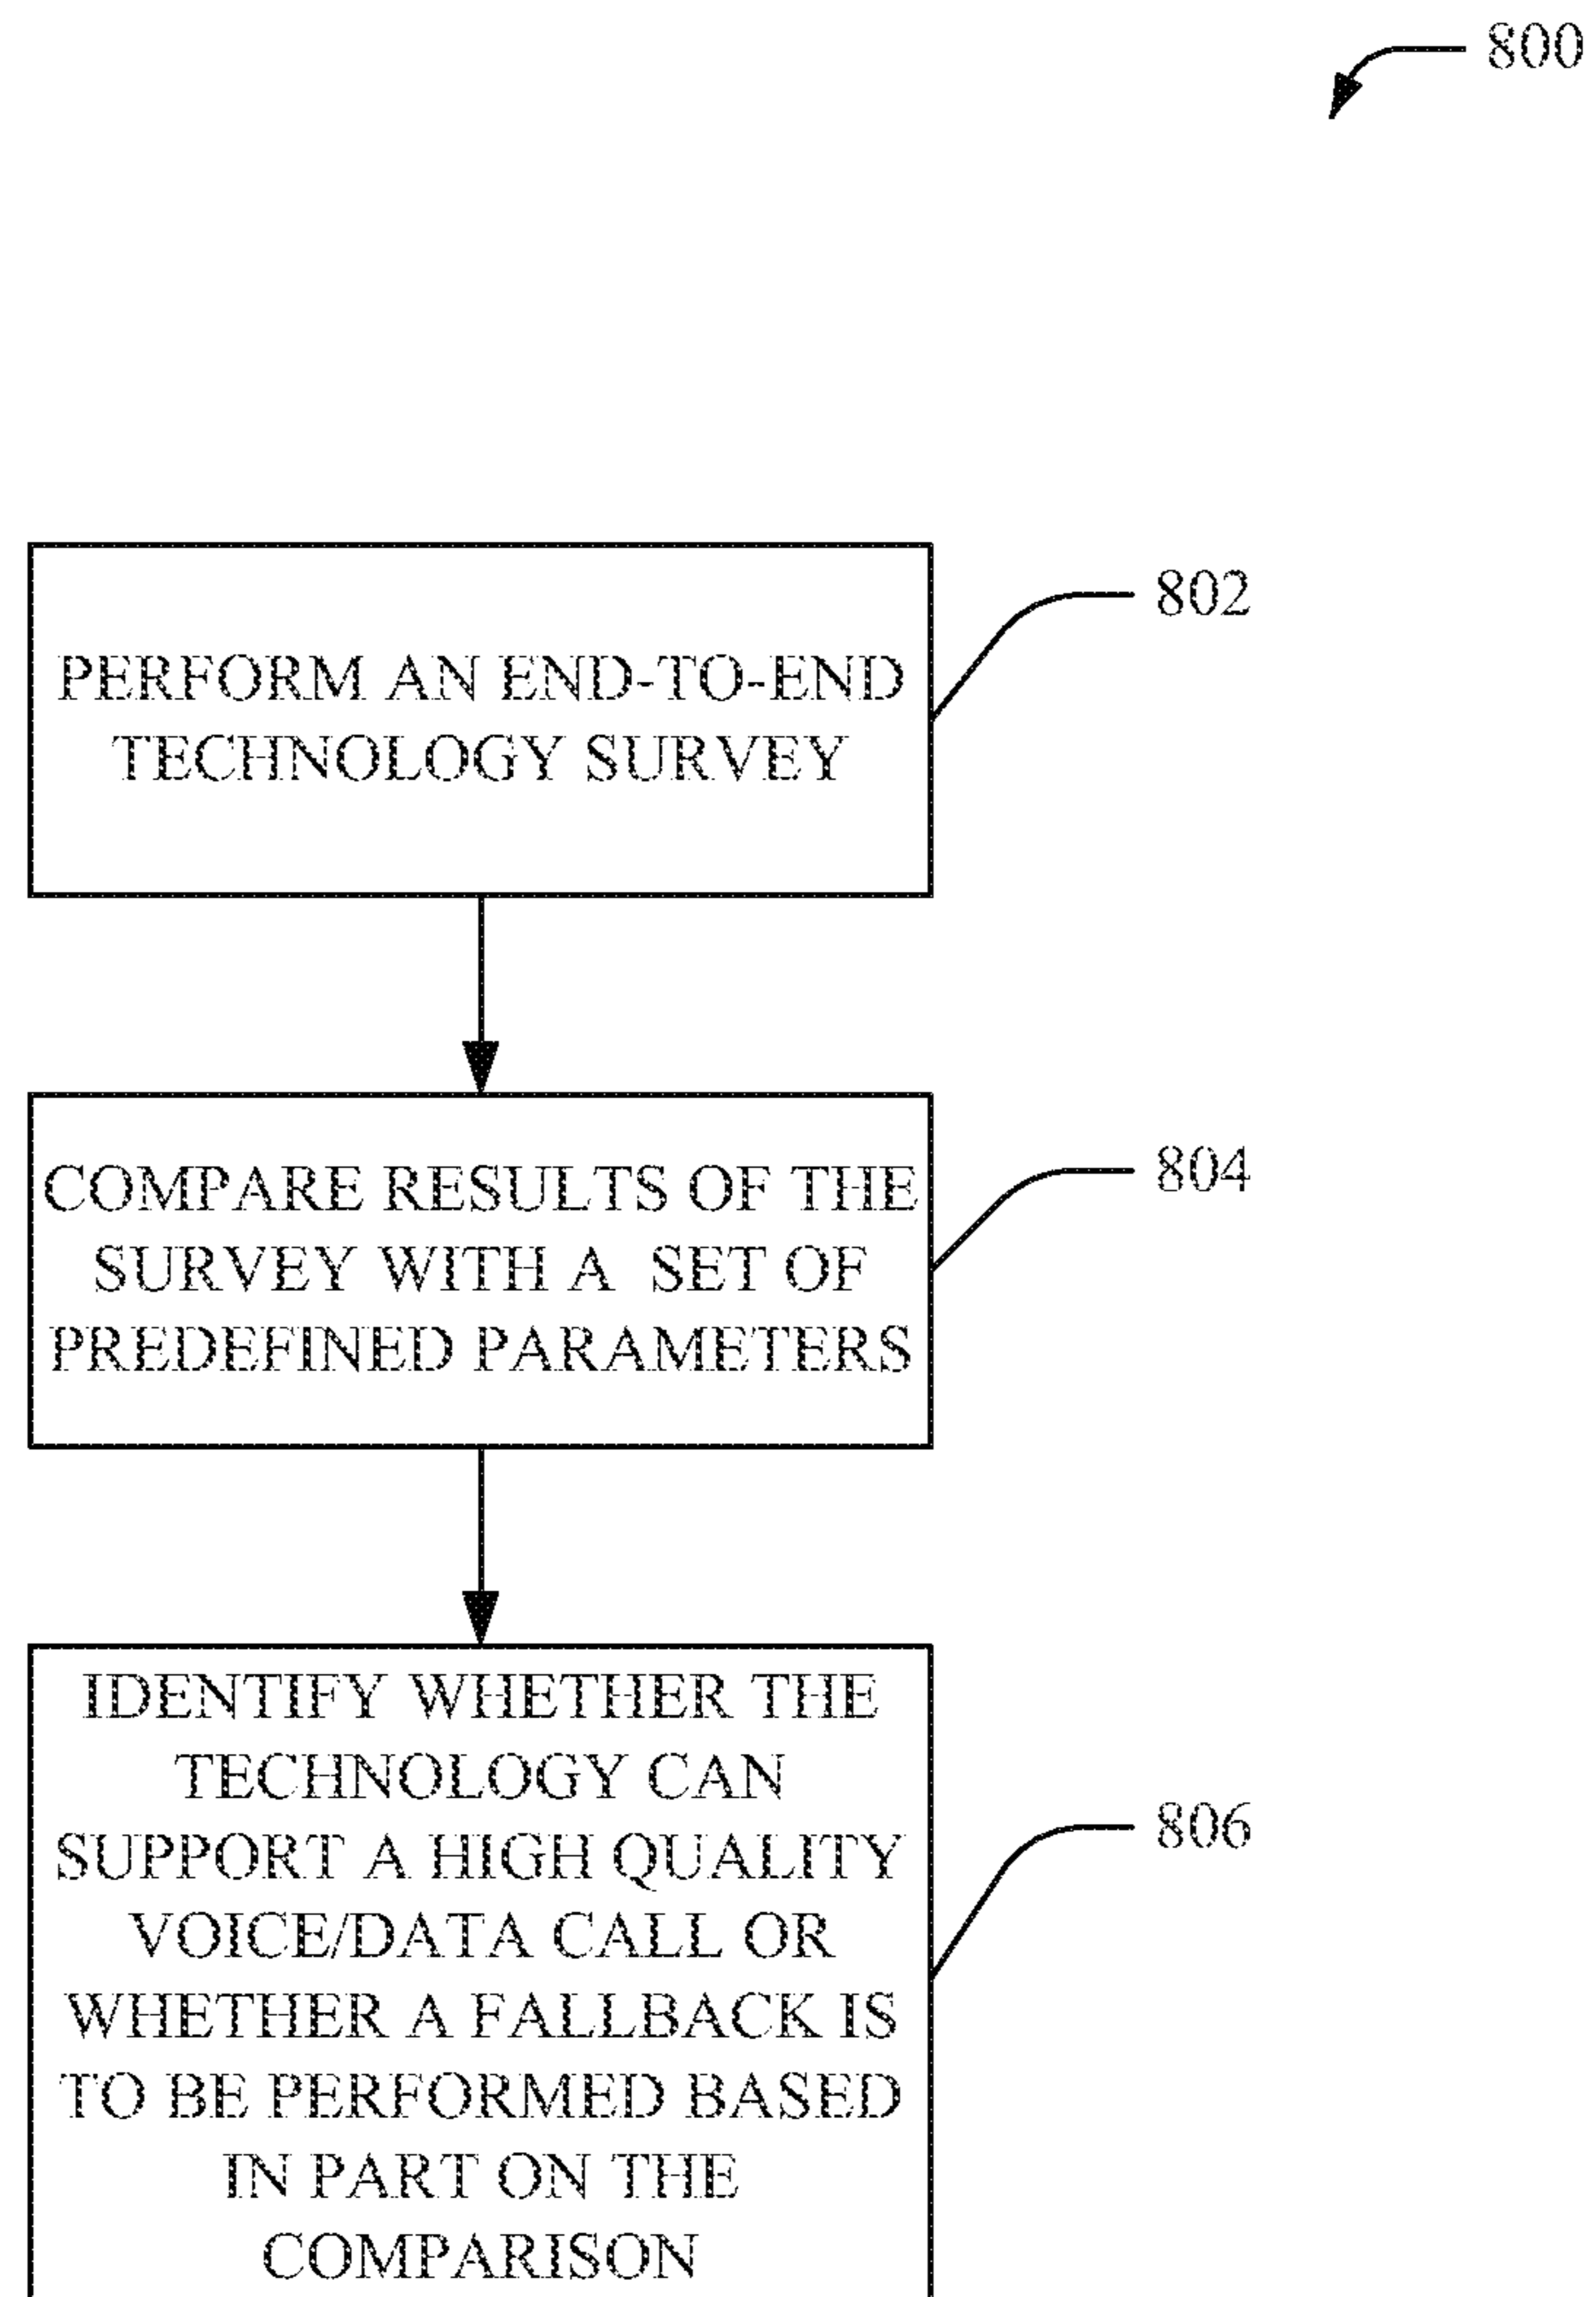 800
PERFORM AN END-TO-END
TECHNOLOGY SURVEY
802
COMPARE RESULTS OF THE
SURVEY WITH A SET OF
PREDEFINED PARAMETERS
804
IDENTIFY WHETHER THE
TECHNOLOGY CAN
SUPPORT A HIGH QUALITY
VOICE/DATA CALL OR
WHETHER A FALLBACK IS
TO BE PERFORMED BASED
IN PART ON THE
COMPARISON
806